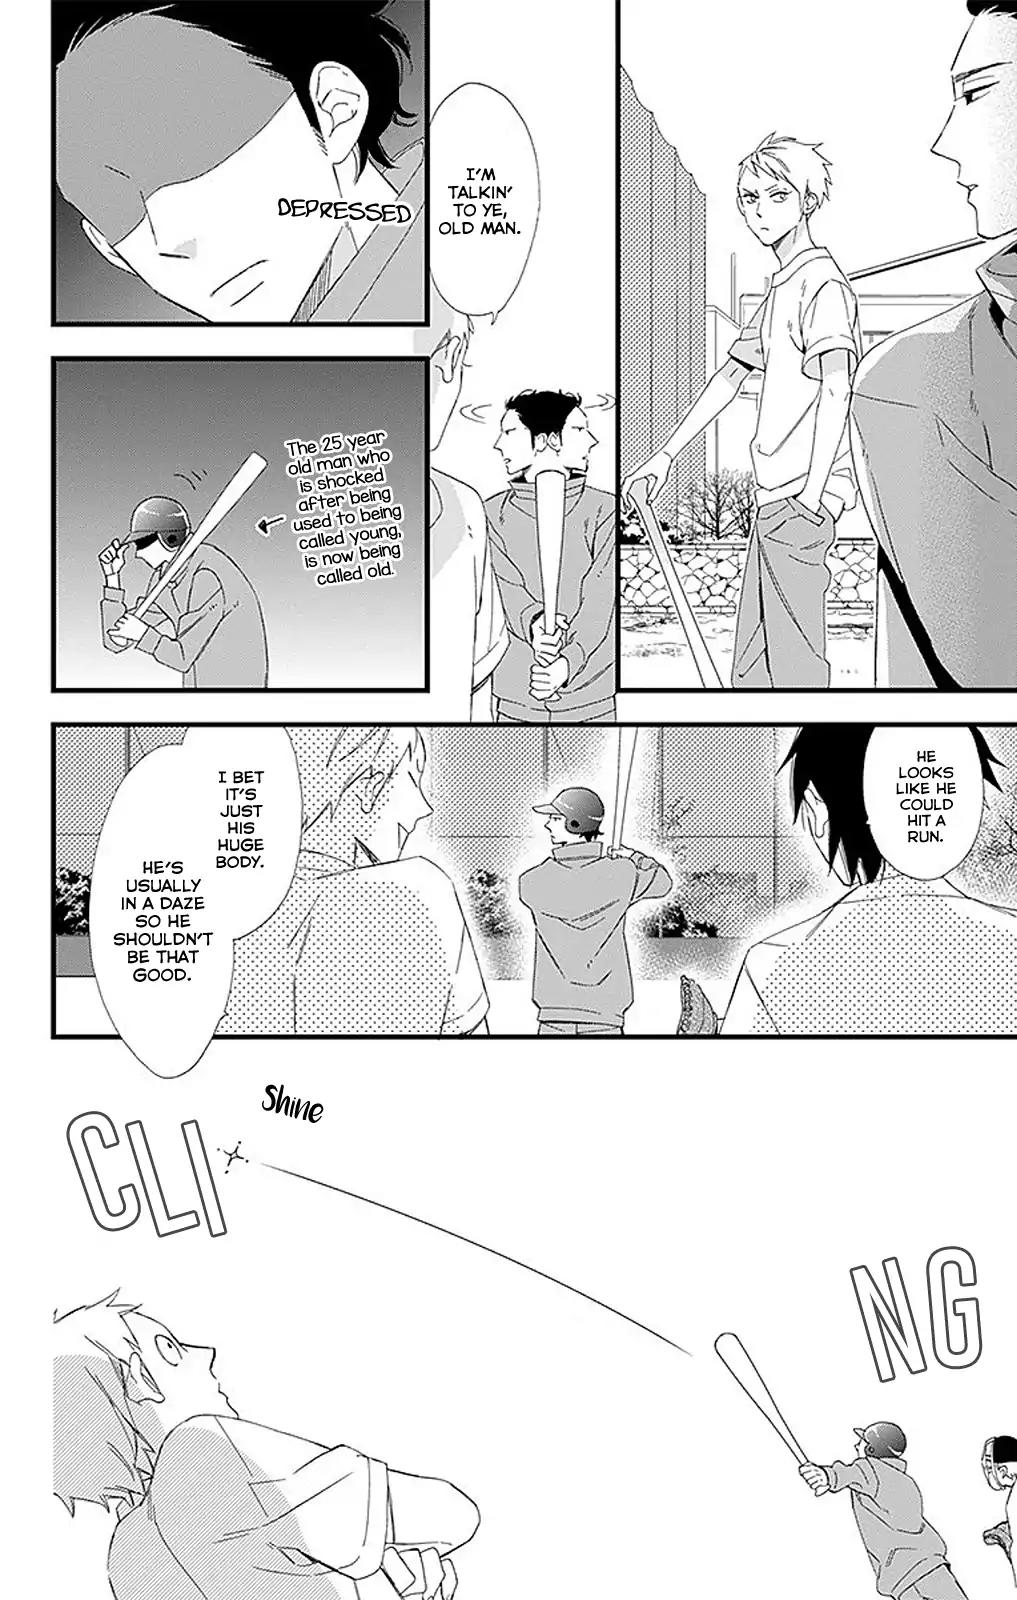 I'M
TALKIN'
TO YE,
OLD MAN.
DEPRESSED
The 25 year
old man who
is shocked
after being
used to being
called young,
is now being
called old.
HE
LOOKS
LIKE HE
COULD
HIT A
RUN.
I BET
IT'S
JUST
HIS
HUGE
BODY.
HE'S
USUALLY
IN A DAZE
SO HE
SHOULDN'T
BE THAT
GOOD.
Shine
CLI
NG